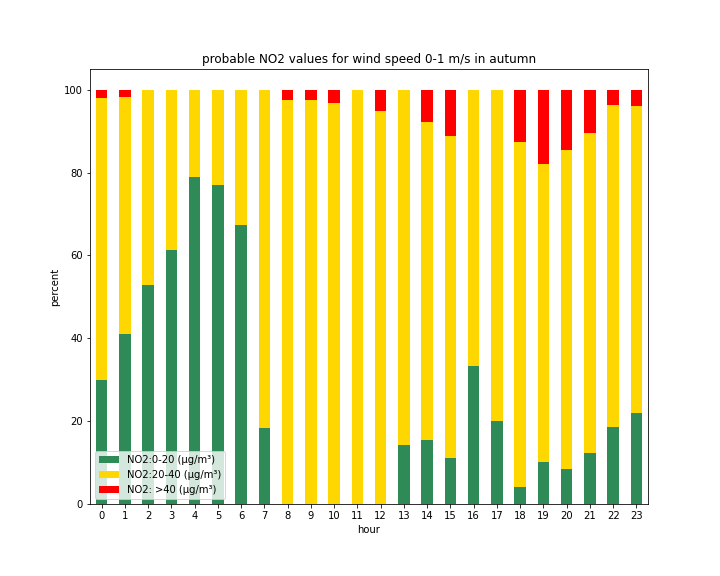 probable NO2 values for wind speed 0-1 m/s in autumn
100
80
60
40
20
0
percent
NO2:0-20 (µg/m³)
NO2:20-40 (µg/m³)
NO2: >40 (µg/m³)
0 1 2 3 4 5 6 7 8 9 10 11 12 13 14 15 16 17 18 19 20 21 22 23
hour